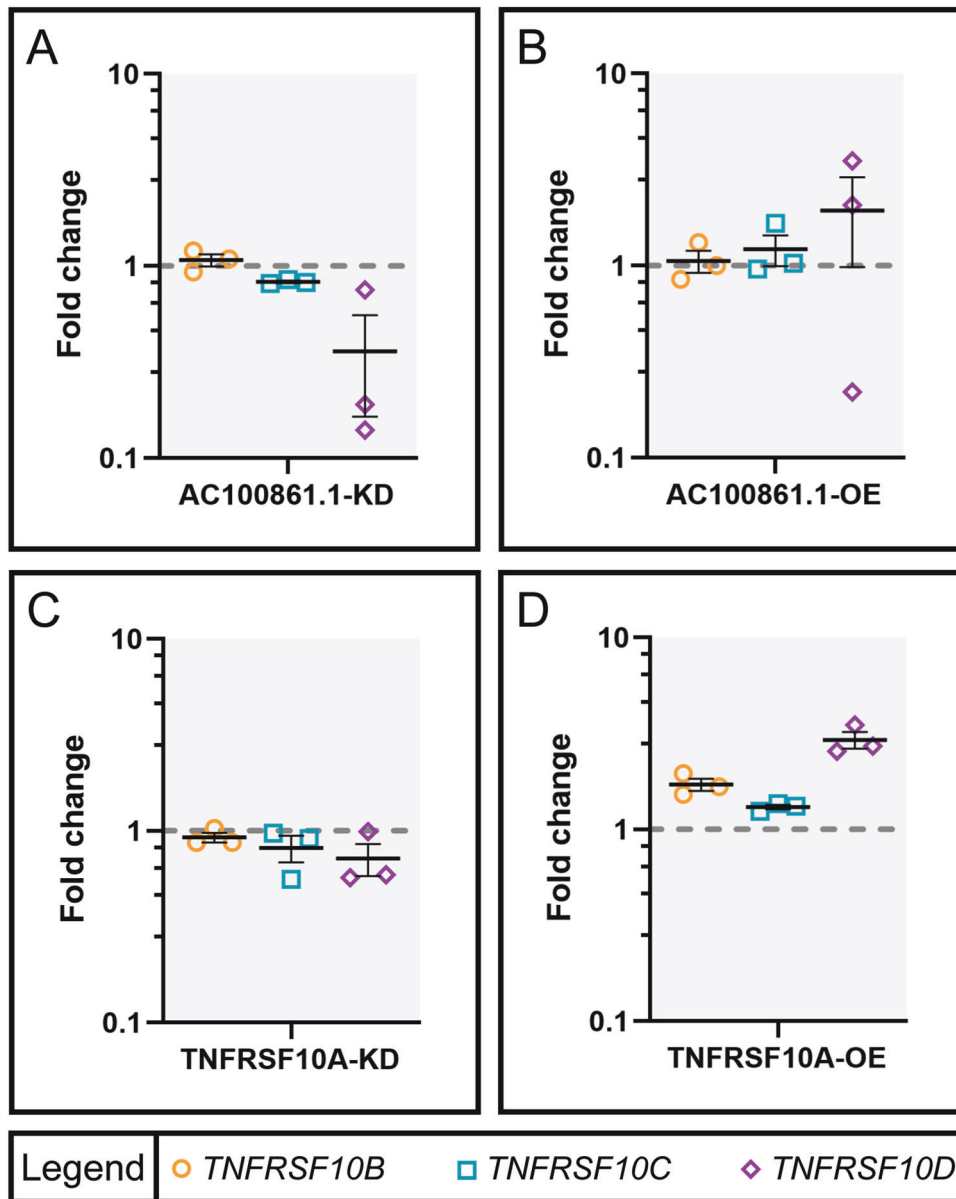 A
10
1
0.1
Fold change
AC100861.1-KD
B
10
1
0.1
Fold change
AC100861.1-OE
C
10
1
0.1
Fold change
TNFRSF10A-KD
D
10
1
0.1
Fold change
TNFRSF10A-OE
Legend TNFRSF10B TNFRSF10C TNFRSF10D